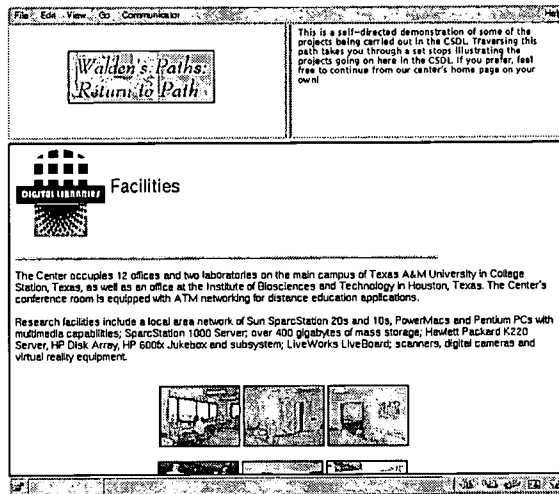 File Edit View Go Communicator Help
Walden's Paths:
Return to Path
This is a self-directed demonstration of some of the
projects being carried out in the CSDL. Traversing this
path takes you through a set stops illustrating the
projects going on here in the CSDL. If you prefer, feel
free to continue from our center's home page on your
own!
DIGITAL LIBRARIES
Facilities
The Center occupies 12 offices and two laboratories on the main campus of Texas A&M University in College
Station, Texas, as well as an office at the Institute of Biosciences and Technology in Houston, Texas. The Center's
conference room is equipped with ATM networking for distance education applications.
Research facilities include a local area network of Sun SparcStation 20s and 10s, PowerMacs and Pentium PCs with
multimedia capabilities; SparcStation 1000 Server; over 400 gigabytes of mass storage; Hewlett Packard K220
Server, HP Disk Array, HP 600fx Jukebox and subsystem; LiveWorks LiveBoard; scanners, digital cameras and
virtual reality equipment.